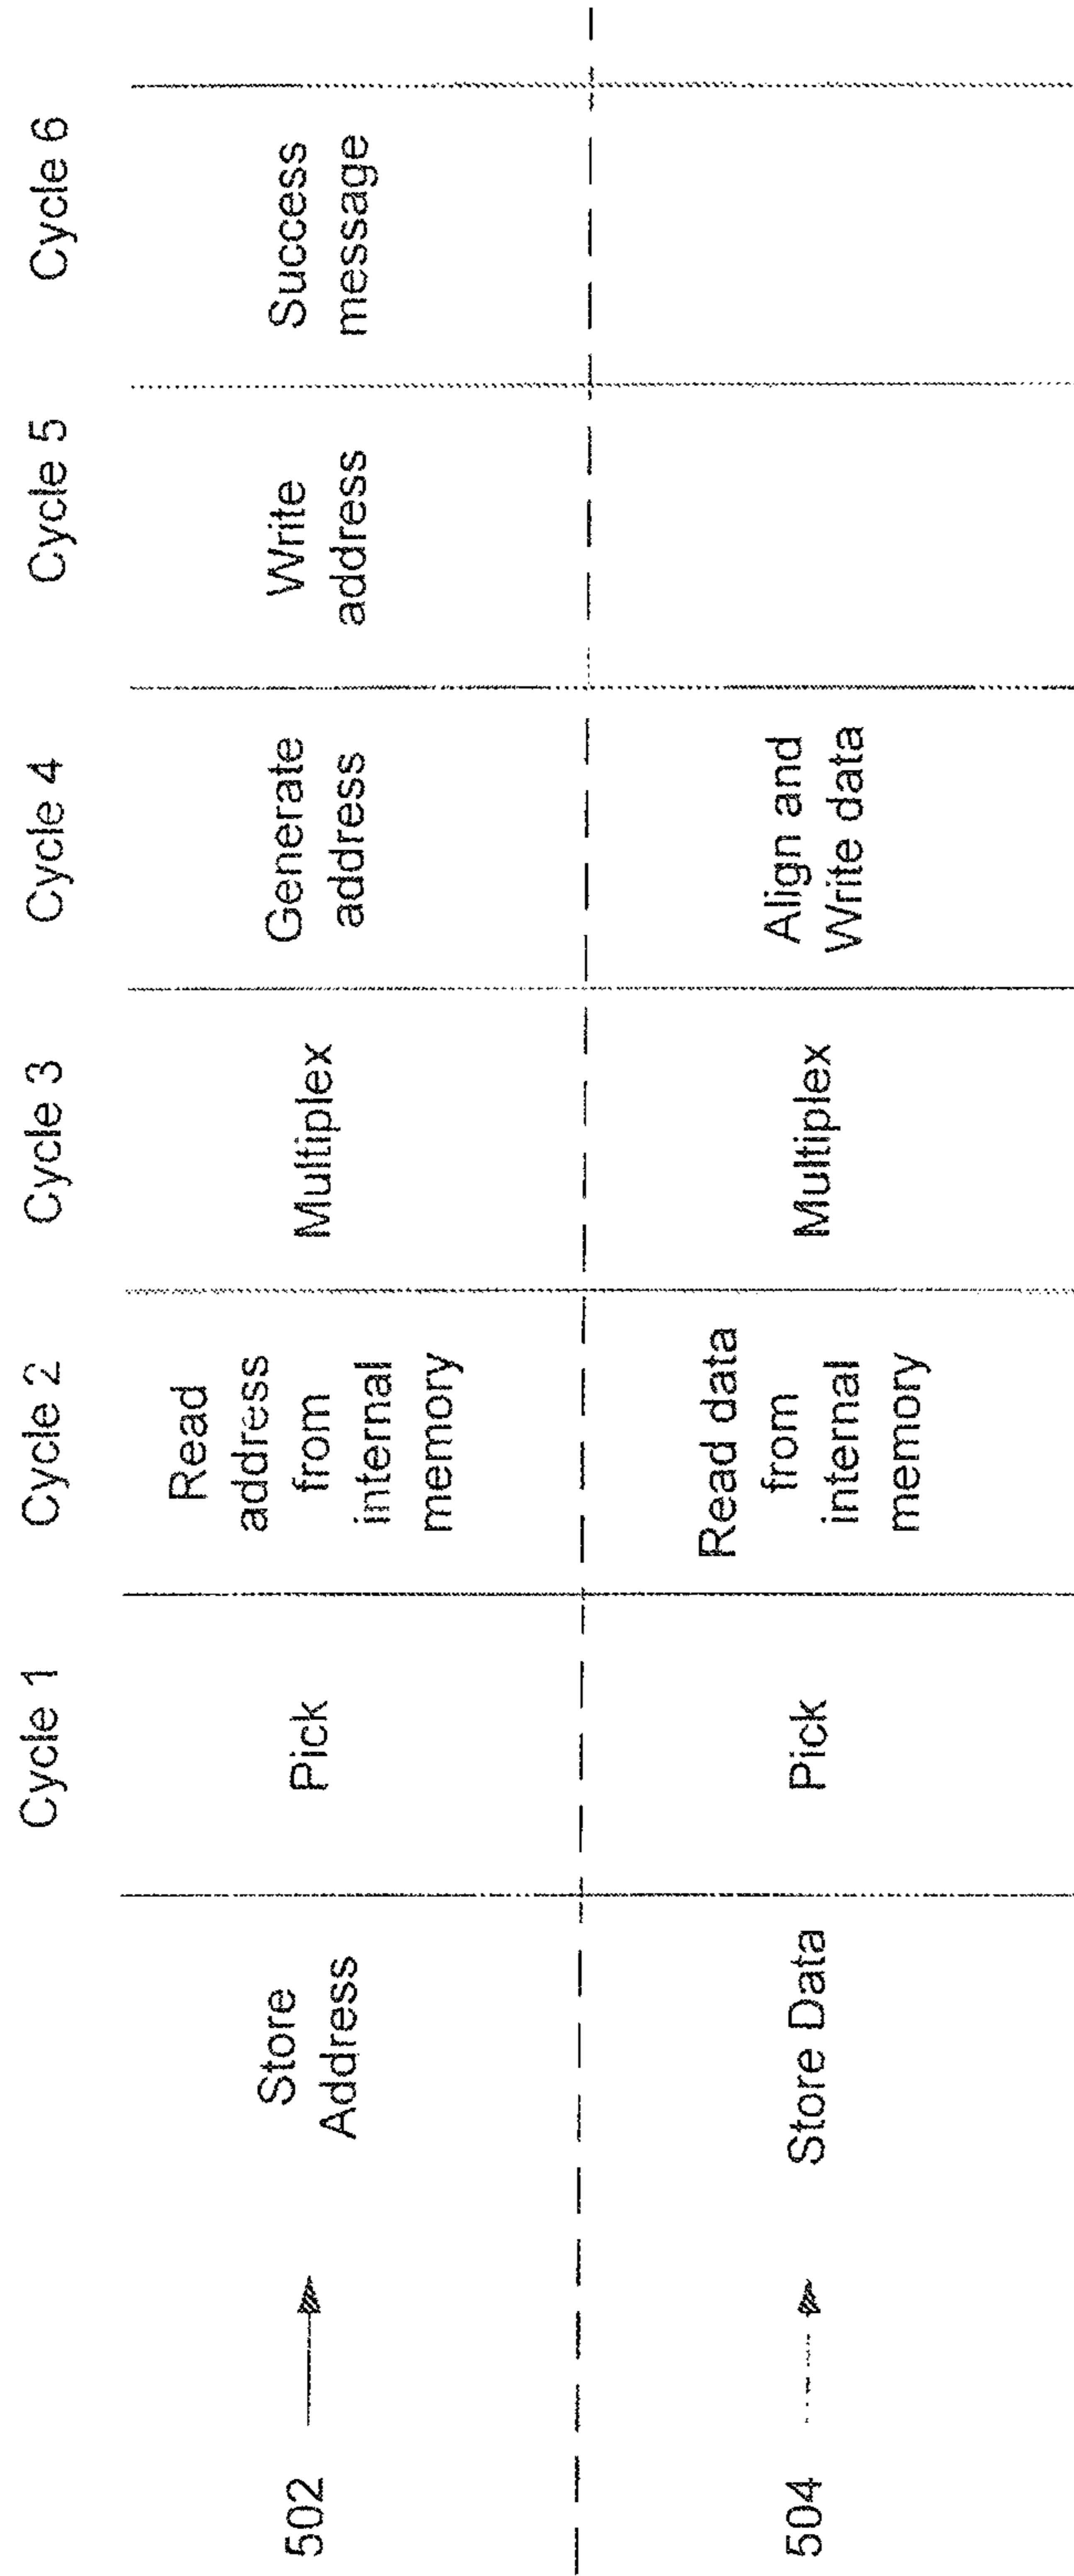 Cycle 1
Cycle 2
Cycle 3
Cycle 4
Cycle 5
Cycle 6
502
Store
Address
Pick
Read
address
from
internal
memory
Multiplex
Generate
address
Write
address
Success
message
504
Store Data
Pick
Read data
from
internal
memory
Multiplex
Align and
Write data